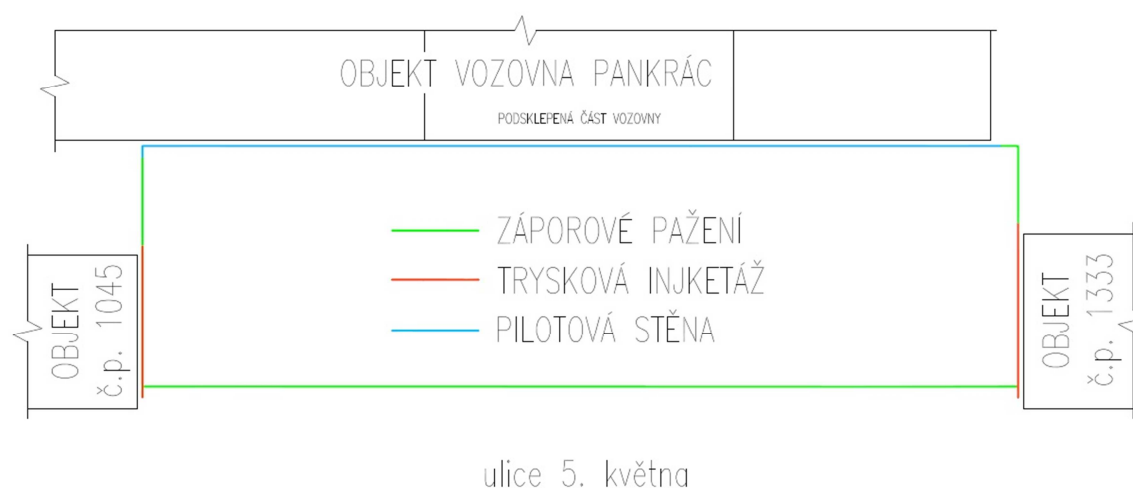 OBJEKT VOZOVNA PANKRÁC
PODSKLEPENÁ ČÁST VOZOVNY
ZÁPOROVÉ PAŽENÍ
TRYSKOVÁ INJKETÁŽ
PILOTOVÁ STĚNA
OBJEKT
č.p. 1045
OBJEKT
č.p. 1333
ulice 5. května